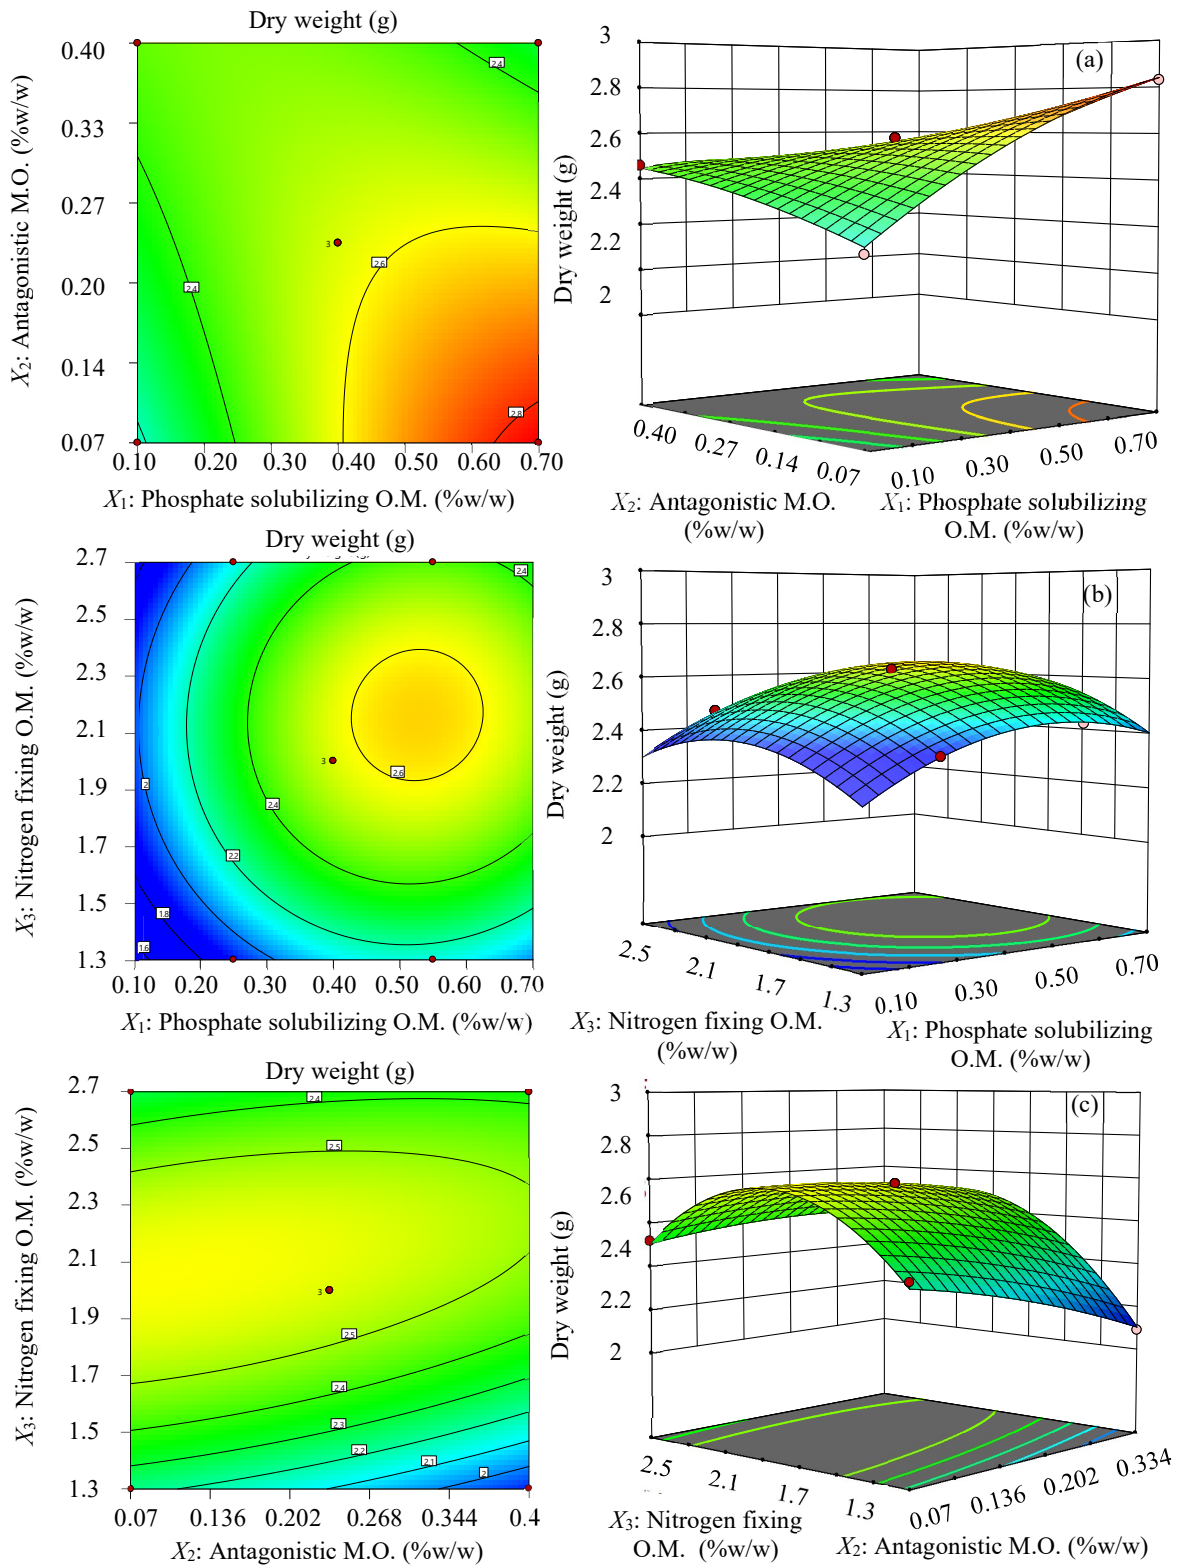 Dry weight (g)
X2: Antagonistic M.O. (%w/w)
0.40
0.33
0.27
0.20
0.14
0.07
2.4
2.4
3
2.6
2.8
0.10 0.20 0.30 0.40 0.50 0.60 0.70
X1: Phosphate solubilizing O.M. (%w/w)
(a)
Dry weight (g)
3
2.8
2.6
2.4
2.2
2
0.40 0.27 0.14 0.07 0.10 0.30 0.50 0.70
X2: Antagonistic M.O.
(%w/w)
X1: Phosphate solubilizing
O.M. (%w/w)
Dry weight (g)
X3: Nitrogen fixing O.M. (%w/w)
2.7
2.5
2.3
2.1
1.9
1.7
1.5
1.3
2.4
3
2.6
2
2.4
2.2
1.8
1.6
0.10 0.20 0.30 0.40 0.50 0.60 0.70
X1: Phosphate solubilizing O.M. (%w/w)
(b)
Dry weight (g)
3
2.8
2.6
2.4
2.2
2
2.5 2.1 1.7 1.3 0.10 0.30 0.50 0.70
X3: Nitrogen fixing O.M.
(%w/w)
X1: Phosphate solubilizing
O.M. (%w/w)
Dry weight (g)
X3: Nitrogen fixing O.M. (%w/w)
2.7
2.5
2.3
2.1
1.9
1.7
1.5
1.3
2.4
2.5
3
2.5
2.4
2.3
2.2
2.1
2
0.07 0.136 0.202 0.268 0.344 0.4
X2: Antagonistic M.O. (%w/w)
(c)
Dry weight (g)
3
2.8
2.6
2.4
2.2
2
2.5 2.1 1.7 1.3 0.07 0.136 0.202 0.334
X3: Nitrogen fixing
O.M. (%w/w)
X2: Antagonistic M.O. (%w/w)